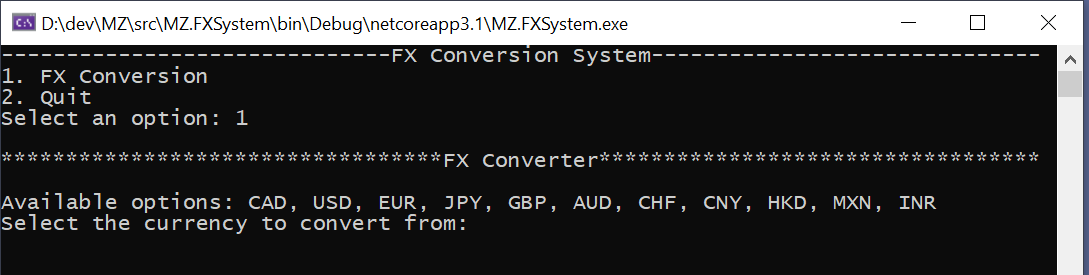 D:\dev\MZ\src\MZ.FXSystem\bin\Debug\netcoreapp3.1\MZ.FXSystem.exe
------------------------------FX Conversion System------------------------------
1. FX Conversion
2. Quit
Select an option: 1
**********************************FX Converter**********************************
Available options: CAD, USD, EUR, JPY, GBP, AUD, CHF, CNY, HKD, MXN, INR
Select the currency to convert from: